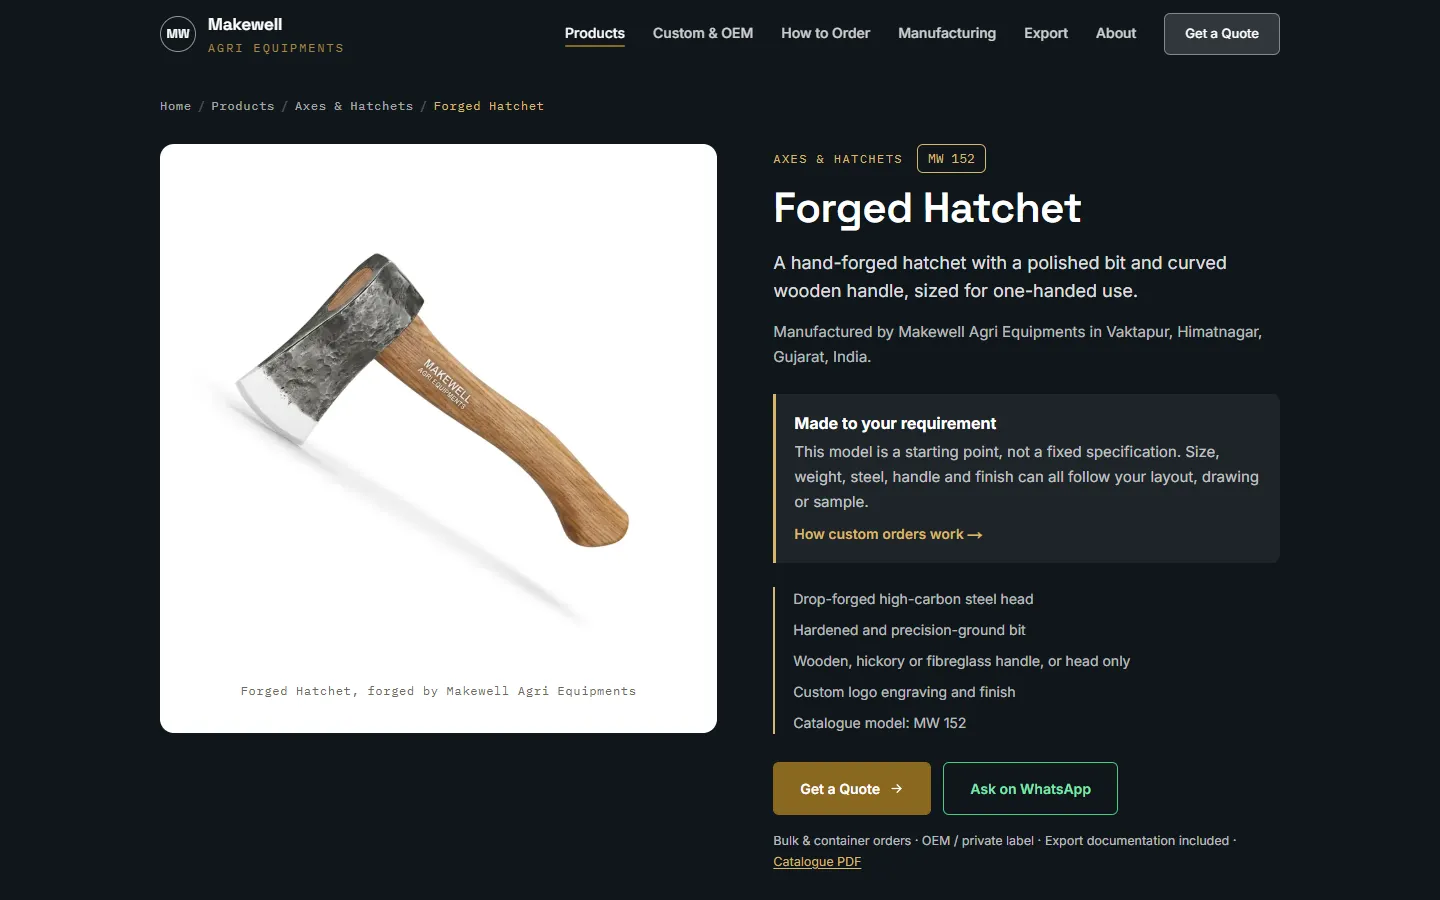 MW
Makewell
AGRI EQUIPMENTS
Products
Custom & OEM
How to Order
Manufacturing
Export
About
Get a Quote
Home / Products / Axes & Hatchets / Forged Hatchet
MAKEWELL
AGRI EQUIPMENTS
Forged Hatchet, forged by Makewell Agri Equipments
AXES & HATCHETS
MW 152
Forged Hatchet
A hand-forged hatchet with a polished bit and curved
wooden handle, sized for one-handed use.
Manufactured by Makewell Agri Equipments in Vaktapur, Himatnagar,
Gujarat, India.
Made to your requirement
This model is a starting point, not a fixed specification. Size,
weight, steel, handle and finish can all follow your layout, drawing
or sample.
How custom orders work →
Drop-forged high-carbon steel head
Hardened and precision-ground bit
Wooden, hickory or fibreglass handle, or head only
Custom logo engraving and finish
Catalogue model: MW 152
Get a Quote →
Ask on WhatsApp
Bulk & container orders · OEM / private label · Export documentation included ·
Catalogue PDF